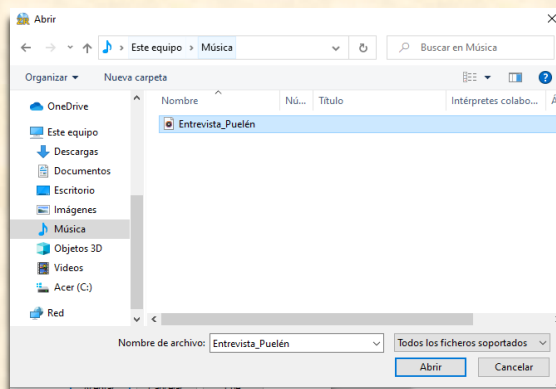 Abrir
Este equipo > Música
Buscar en Música
Organizar
Nueva carpeta
Nombre
Nú...
Título
Intérpretes colabo...
OneDrive
Este equipo
Descargas
Documentos
Escritorio
Imágenes
Música
Objetos 3D
Videos
Acer (C:)
Red
Entrevista_Puelén
Nombre de archivo: Entrevista_Puelén
Todos los ficheros soportados
Abrir
Cancelar